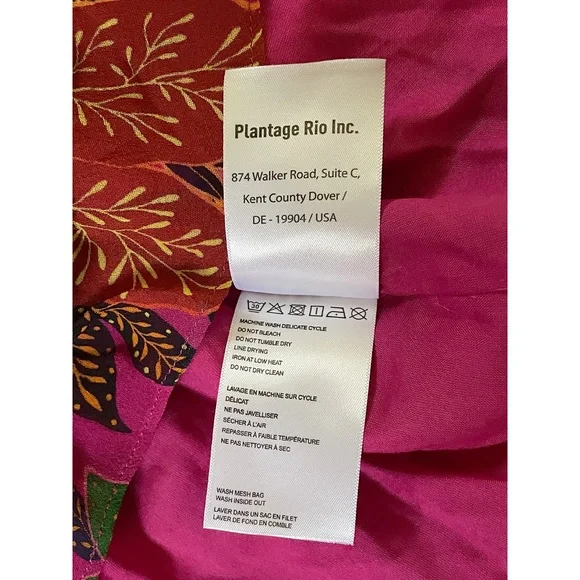 Plantage Rio Inc.
874 Walker Road, Suite C,
Kent County Dover /
DE - 19904 / USA
30
MACHINE WASH DELICATE CYCLE
DO NOT BLEACH
DO NOT TUMBLE DRY
LINE DRYING
IRON AT LOW HEAT
DO NOT DRY CLEAN
LAVAGE EN MACHINE SUR CYCLE
DÉLICAT
NE PAS JAVELLISER
SÉCHER À L'AIR
REPASSER À FAIBLE TEMPÉRATURE
NE PAS NETTOYER À SEC
WASH MESH BAG
WASH INSIDE OUT
LAVER DANS UN SAC EN FILET
LAVER DE FOND EN COMBLE